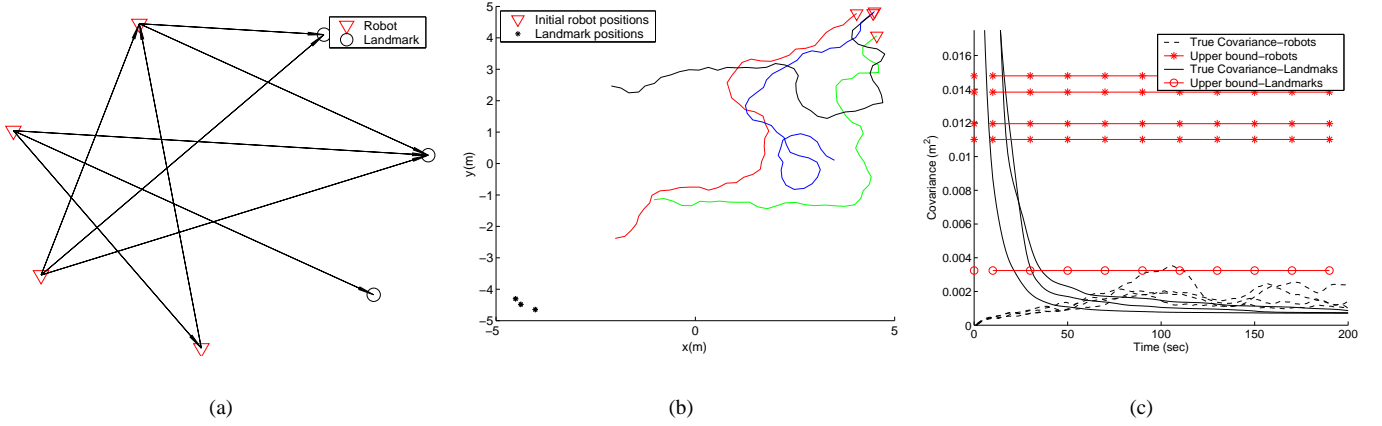 Robot
Landmark
(a)
Initial robot positions
Landmark positions
5
4
3
2
1
0
−1
−2
−3
−4
−5
y(m)
−5
0
5
x(m)
(b)
True Covariance−robots
Upper bound−robots
True Covariance−Landmaks
Upper bound−Landmarks
0.016
0.014
0.012
0.01
0.008
0.006
0.004
0.002
0
Covariance (m²)
0
50
100
150
200
Time (sec)
(c)